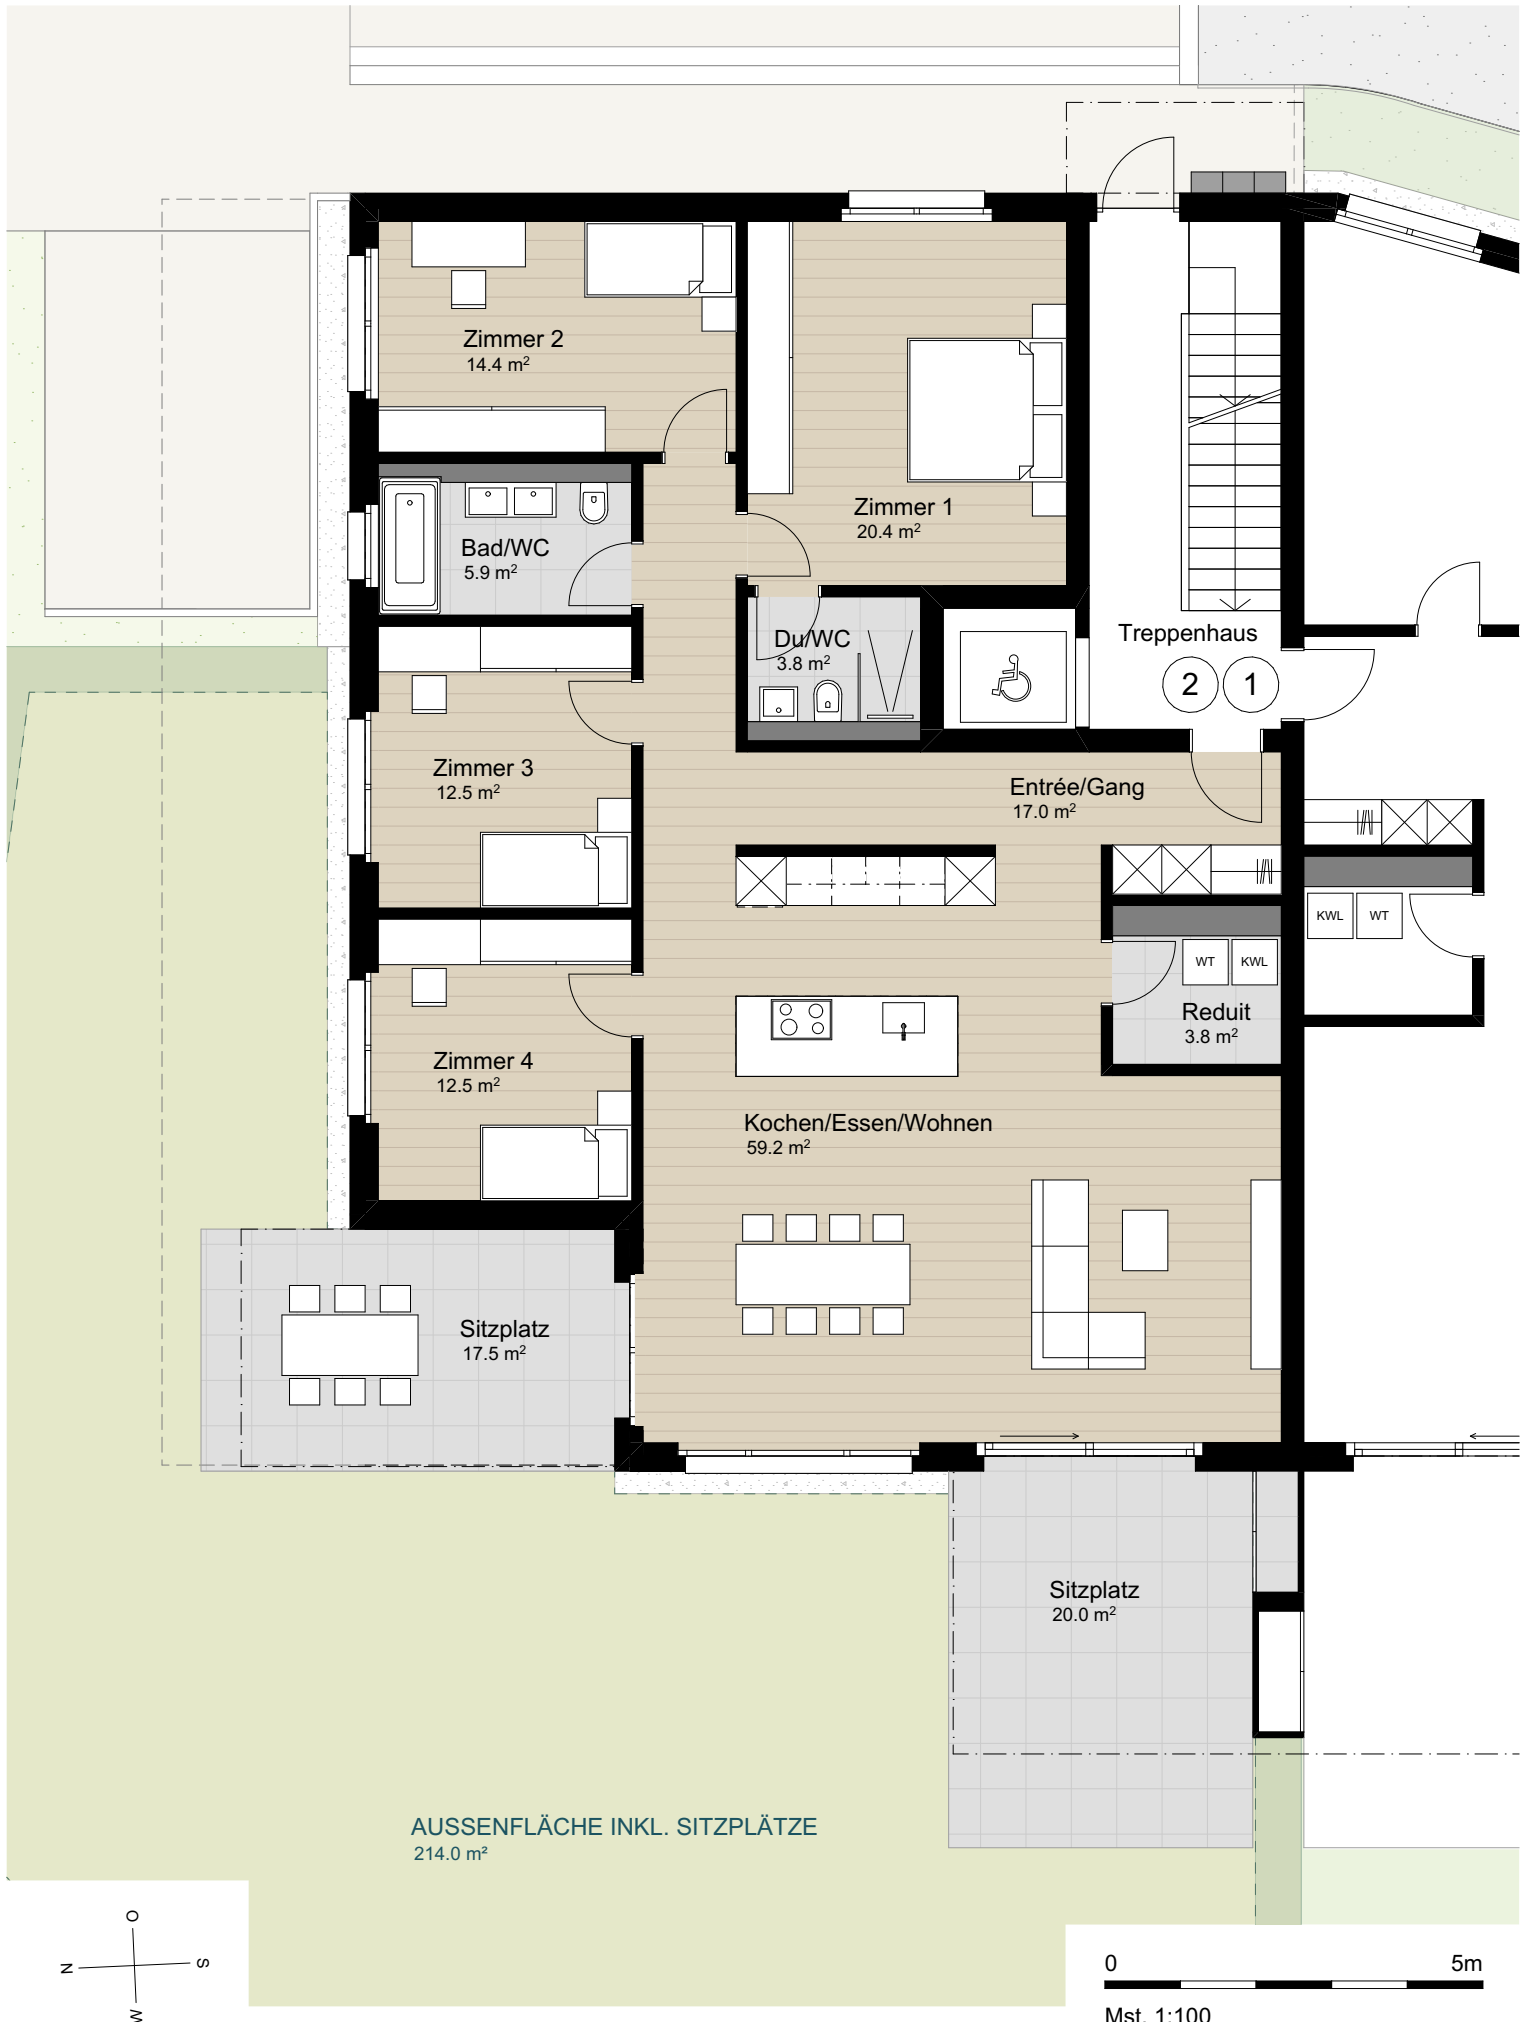 Zimmer 2
14.4 m²
Zimmer 1
20.4 m²
Bad/WC
5.9 m²
Du/WC
3.8 m²
Treppenhaus
2 1
Zimmer 3
12.5 m²
Entrée/Gang
17.0 m²
KWL WT
WT KWL
Reduit
3.8 m²
Zimmer 4
12.5 m²
Kochen/Essen/Wohnen
59.2 m²
Sitzplatz
17.5 m²
Sitzplatz
20.0 m²
AUSSENFLÄCHE INKL. SITZPLÄTZE
214.0 m²
O
N S
W
0 5m
Mst. 1:100